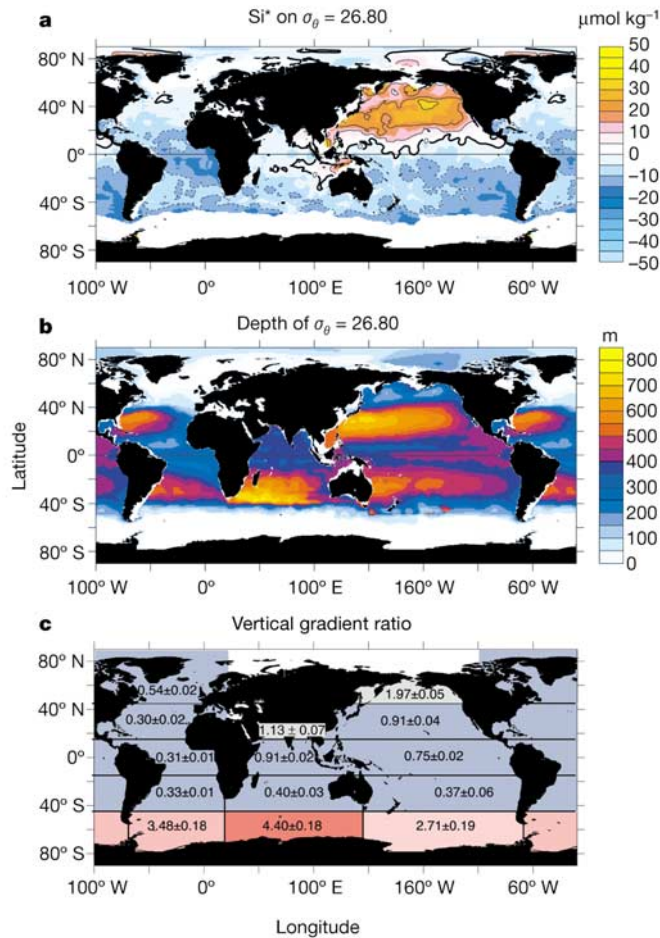 a
Si* on σθ = 26.80
μmol kg⁻¹
80° N
40° N
0°
40° S
80° S
100° W
0°
100° E
160° W
60° W
50
40
30
20
10
0
−10
−20
−30
−40
−50
b
Depth of σθ = 26.80
m
80° N
40° N
0°
40° S
80° S
Latitude
100° W
0°
100° E
160° W
60° W
800
700
600
500
400
300
200
100
0
c
Vertical gradient ratio
80° N
40° N
0°
40° S
80° S
0.54±0.02
1.97±0.05
0.30±0.02
1.13 ± 0.07
0.91±0.04
0.31±0.01
0.91±0.02
0.75±0.02
0.33±0.01
0.40±0.03
0.37±0.06
3.48±0.18
4.40±0.18
2.71±0.19
100° W
0°
100° E
160° W
60° W
Longitude